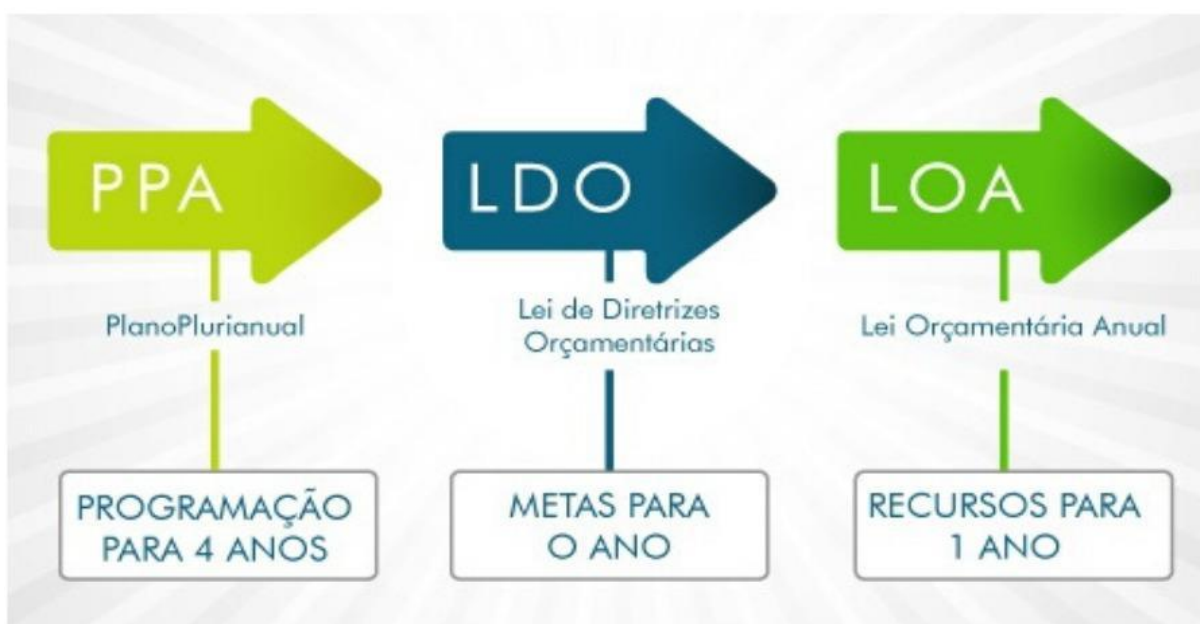 PPA
PlanoPlurianual
PROGRAMAÇÃO
PARA 4 ANOS
LDO
Lei de Diretrizes
Orçamentárias
METAS PARA
O ANO
LOA
Lei Orçamentária Anual
RECURSOS PARA
1 ANO